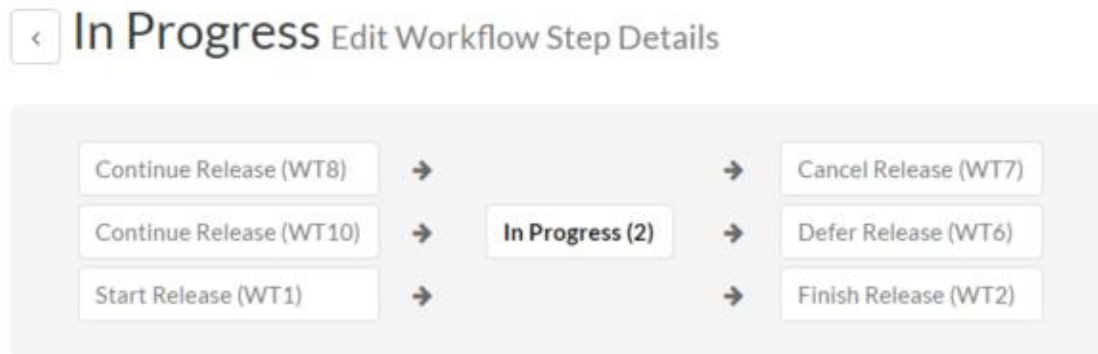 In Progress Edit Workflow Step Details
Continue Release (WT8) Cancel Release (WT7)
Continue Release (WT10) In Progress (2) Defer Release (WT6)
Start Release (WT1) Finish Release (WT2)